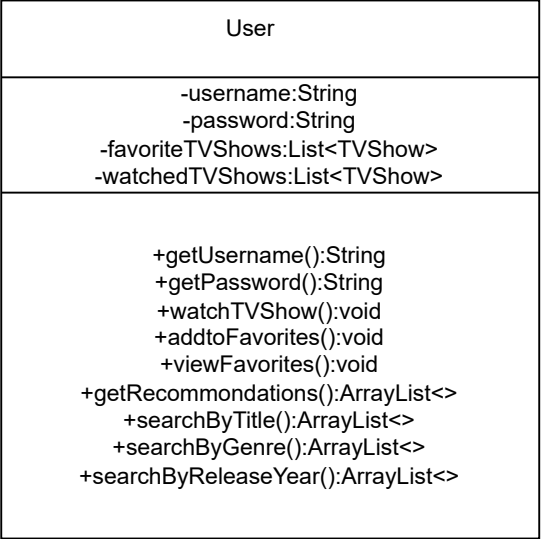 User
-username:String
-password:String
-favoriteTVShows:List<TVShow>
-watchedTVShows:List<TVShow>
+getUsername():String
+getPassword():String
+watchTVShow():void
+addtoFavorites():void
+viewFavorites():void
+getRecommondations():ArrayList<>
+searchByTitle():ArrayList<>
+searchByGenre():ArrayList<>
+searchByReleaseYear():ArrayList<>